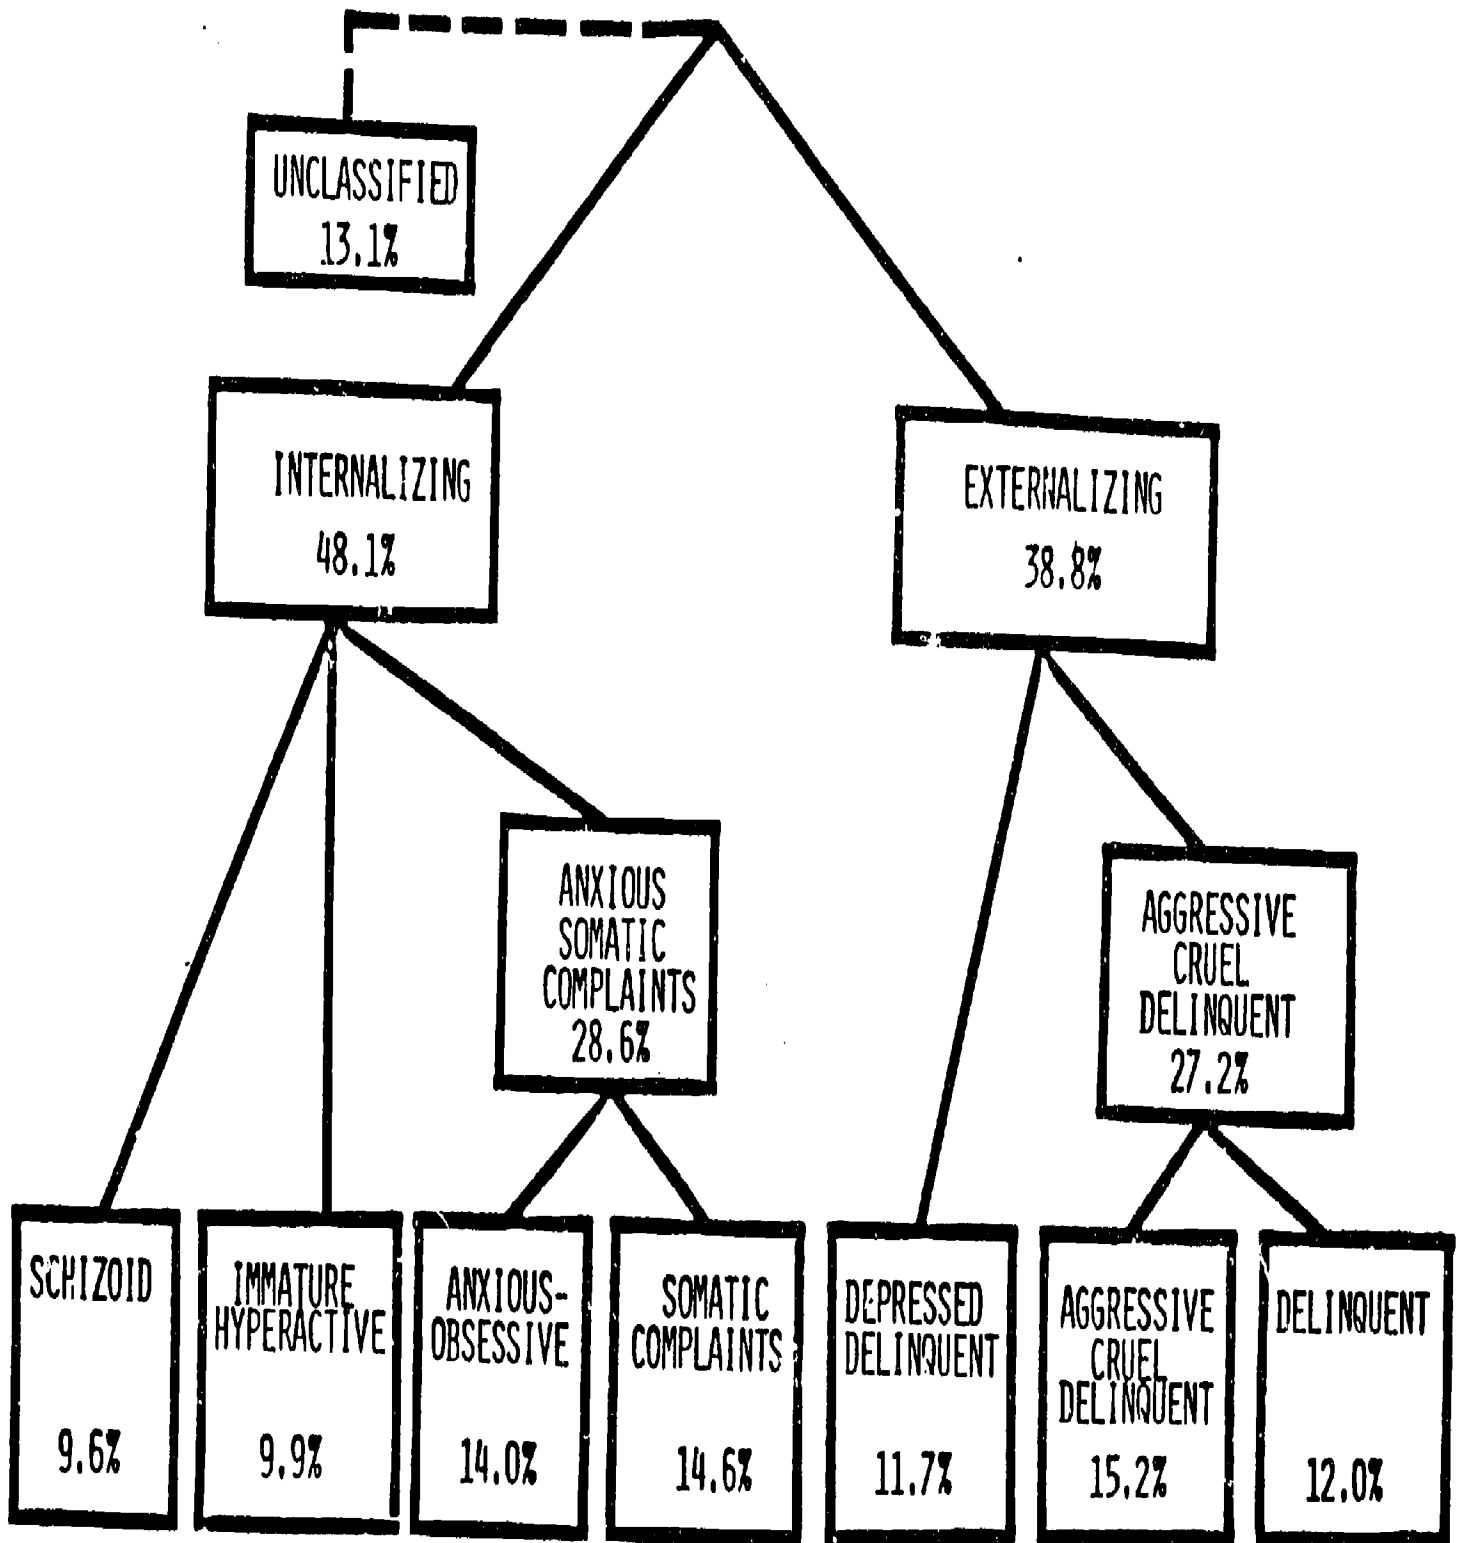 UNCLASSIFIED
13.1%
INTERNALIZING
48.1%
EXTERNALIZING
38.8%
ANXIOUS
SOMATIC
COMPLAINTS
28.6%
AGGRESSIVE
CRUEL
DELINQUENT
27.2%
SCHIZOID
9.6%
IMMATURE
HYPERACTIVE
9.9%
ANXIOUS-
OBSESSIVE
14.0%
SOMATIC
COMPLAINTS
14.6%
DEPRESSED
DELINQUENT
11.7%
AGGRESSIVE
CRUEL
DELINQUENT
15.2%
DELINQUENT
12.0%